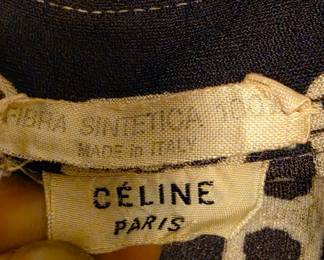 FIBRA SINTETICA 100%
MADE in ITALY
CÉLINE
PARIS